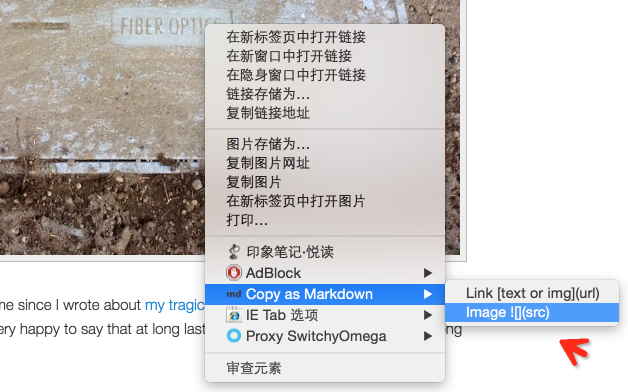 FIBER OPTICS
在新标签页中打开链接
在新窗口中打开链接
在隐身窗口中打开链接
链接存储为...
复制链接地址
图片存储为...
复制图片网址
复制图片
在新标签页中打开图片
打印...
印象笔记·悦读
AdBlock
md Copy as Markdown
Link [text or img](url)
IE Tab 选项
Image ![](src)
Proxy SwitchyOmega
审查元素
me since I wrote about my tragic
ery happy to say that at long last